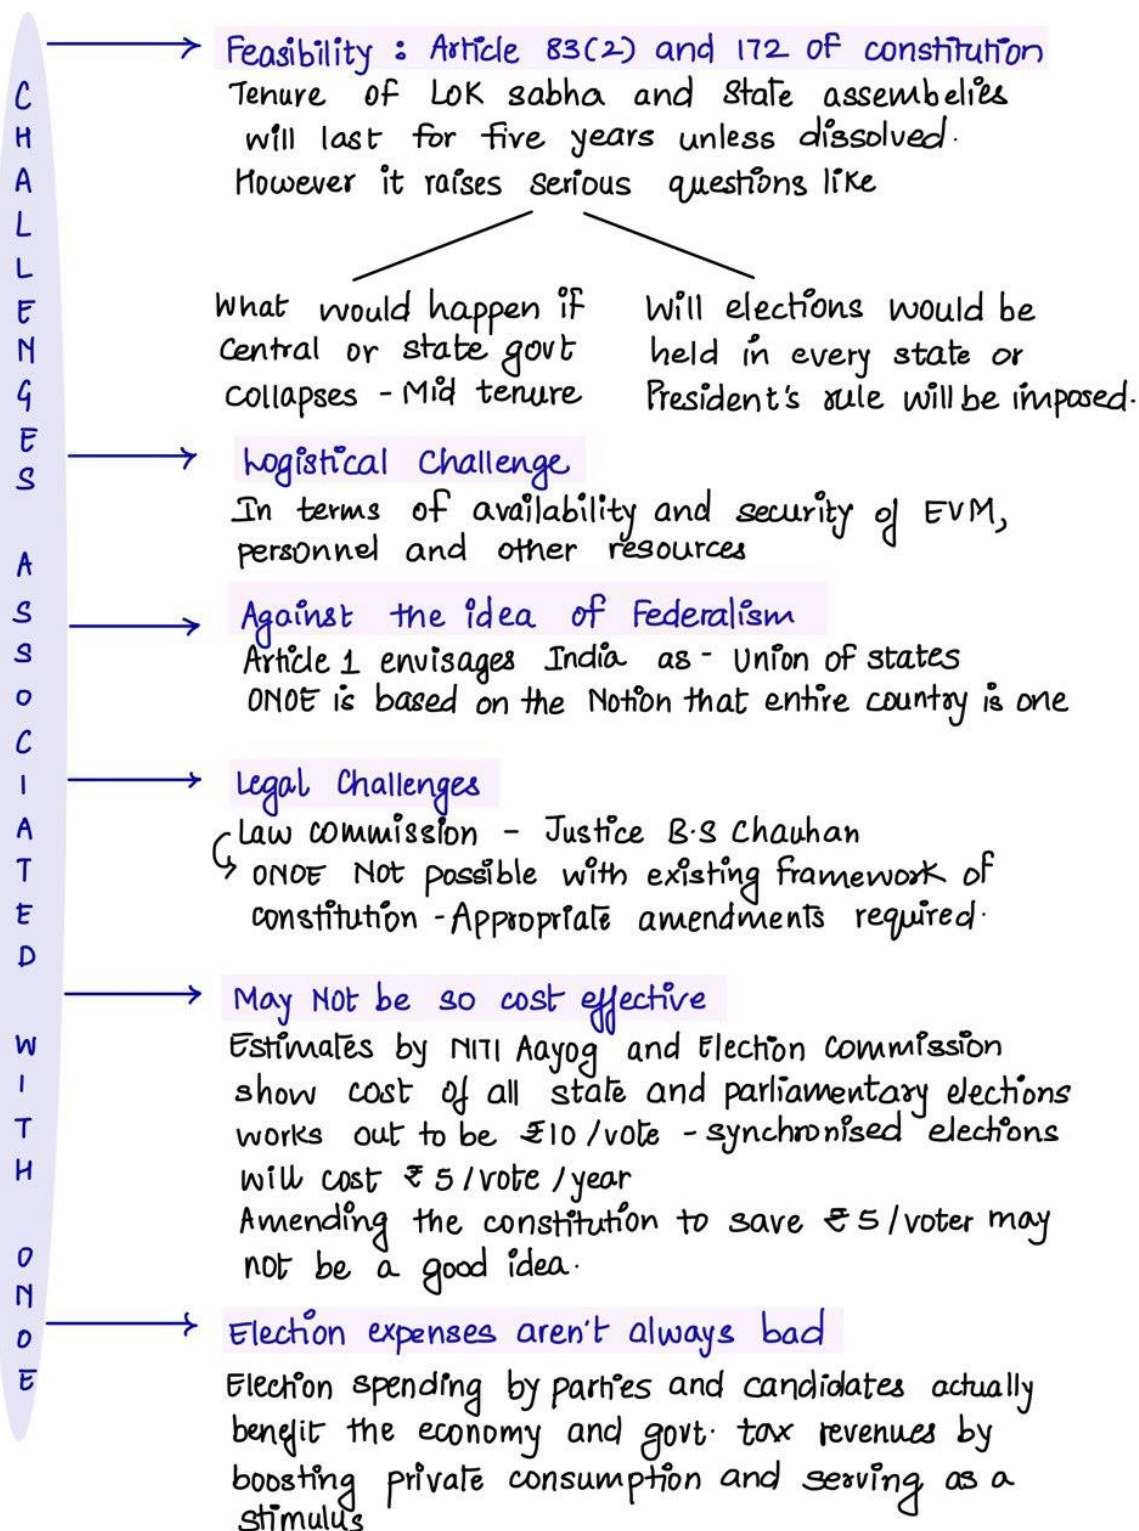 CHALLENGES ASSOCIATED WITH ONOE
Feasibility : Article 83(2) and 172 of constitution
Tenure of Lok sabha and State assembelies
will last for five years unless dissolved.
However it raises serious questions like
What would happen if
Central or state govt
collapses - Mid tenure
Will elections would be
held in every state or
President's rule will be imposed.
Logistical Challenge
In terms of availability and security of EVM,
personnel and other resources
Against the idea of Federalism
Article 1 envisages India as - Union of states
ONOE is based on the Notion that entire country is one
Legal Challenges
Law commission - Justice B.S Chauhan
ONOE Not possible with existing framework of
constitution - Appropriate amendments required.
May Not be so cost effective
Estimates by NITI Aayog and Election Commission
show cost of all state and parliamentary elections
works out to be ₹10/vote - synchronised elections
will cost ₹ 5/vote/year
Amending the constitution to save ₹5/voter may
not be a good idea.
Election expenses aren't always bad
Election spending by parties and candidates actually
benefit the economy and govt. tax revenues by
boosting private consumption and serving as a
stimulus